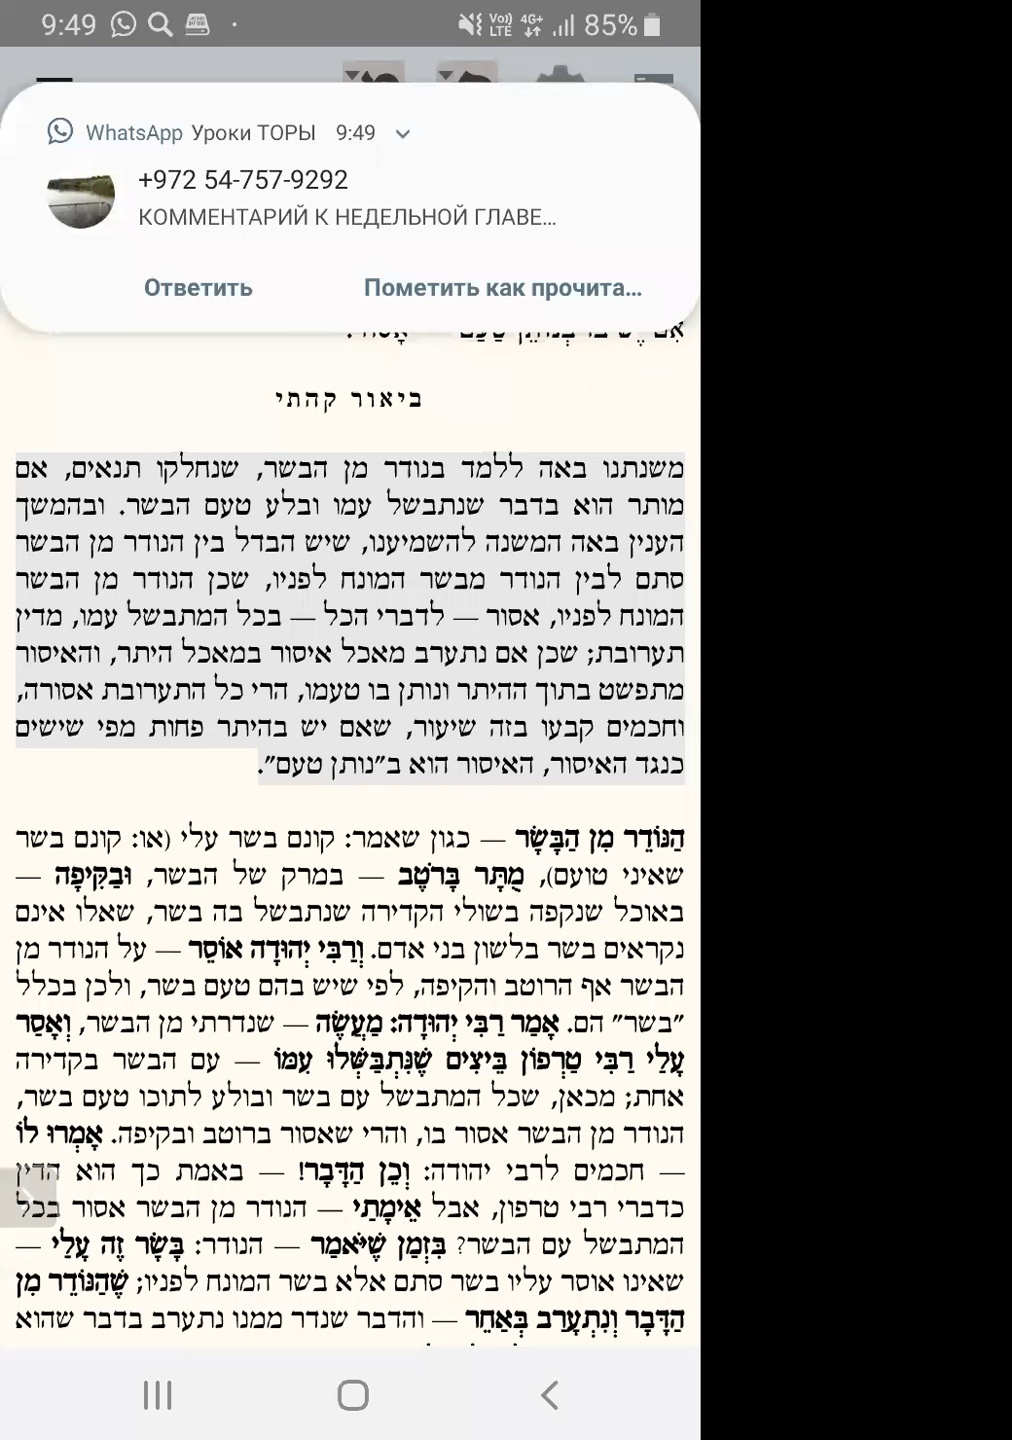 9:49 85%
Vo)) LTE 4G+
WhatsApp Уроки ТОРЫ 9:49
+972 54-757-9292
КОММЕНТАРИЙ К НЕДЕЛЬНОЙ ГЛАВЕ…
Ответить Пометить как прочита…
ביאור קהתי
משנתנו באה ללמד בנודר מן הבשר, שנחלקו תנאים, אם
מותר הוא בדבר שנתבשל עמו ובלע טעם הבשר. ובהמשך
הענין באה המשנה להשמיענו, שיש הבדל בין הנודר מן הבשר
סתם לבין הנודר מבשר המונח לפניו, שכן הנודר מן הבשר
המונח לפניו, אסור — לדברי הכל — בכל המתבשל עמו, מדין
תערובת; שכן אם נתערב מאכל איסור במאכל היתר, והאיסור
מתפשט בתוך ההיתר ונותן בו טעמו, הרי כל התערובת אסורה,
וחכמים קבעו בזה שיעור, שאם יש בהיתר פחות מפי שישים
כנגד האיסור, האיסור הוא ב״נותן טעם״.
הַנּוֹדֵר מִן הַבָּשָׂר — כגון שאמר: קונם בשר עלי (או: קונם בשר
שאיני טועם), מֻתָּר בָּרֹטֶב — במרק של הבשר, וּבַקִּיפָה —
באוכל שנקפה בשולי הקדירה שנתבשל בה בשר, שאלו אינם
נקראים בשר בלשון בני אדם. וְרַבִּי יְהוּדָה אוֹסֵר — על הנודר מן
הבשר אף הרוטב והקיפה, לפי שיש בהם טעם בשר, ולכן בכלל
״בשר״ הם. אָמַר רַבִּי יְהוּדָה: מַעֲשֶׂה — שנדרתי מן הבשר, וְאָסַר
עָלַי רַבִּי טַרְפוֹן בֵּיצִים שֶׁנִּתְבַּשְּׁלוּ עִמּוֹ — עם הבשר בקדירה
אחת; מכאן, שכל המתבשל עם בשר ובולע לתוכו טעם בשר,
הנודר מן הבשר אסור בו, והרי שאסור ברוטב ובקיפה. אָמְרוּ לוֹ
— חכמים לרבי יהודה: וְכֵן הַדָּבָר! — באמת כך הוא הדין
כדברי רבי טרפון, אבל אֵימָתַי — הנודר מן הבשר אסור בכל
המתבשל עם הבשר? בִּזְמַן שֶׁיֹּאמַר — הנודר: בָּשָׂר זֶה עָלַי —
שאינו אוסר עליו בשר סתם אלא בשר המונח לפניו; שֶׁהַנּוֹדֵר מִן
הַדָּבָר וְנִתְעָרֵב בְּאַחֵר — והדבר שנדר ממנו נתערב בדבר שהוא